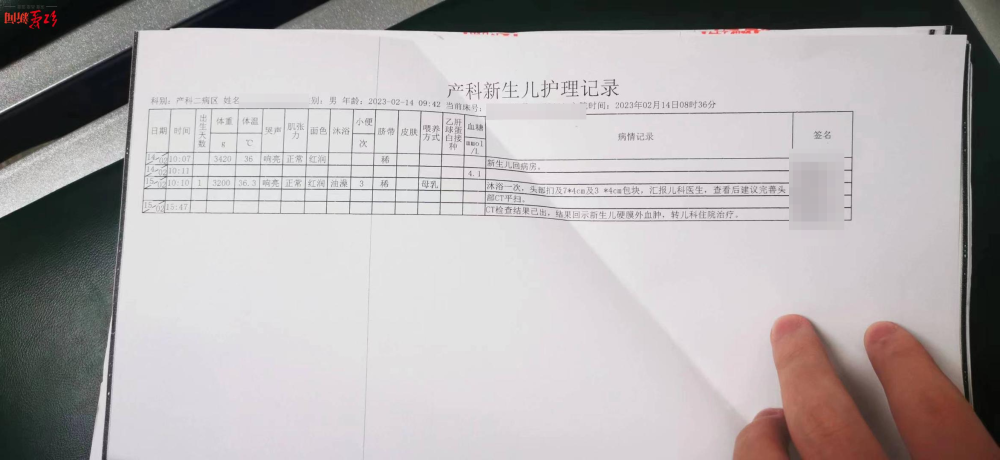 产科新生儿护理记录
科别：产科二病区 姓名 别：男 年龄：2023-02-14 09:42 当前床号： 时间：2023年02月14日08时36分
日期 时间 出生天数 体重 g 体温 ℃ 哭声 肌张力 面色 沐浴 小便 次 脐带 皮肤 喂养方式 乙肝球蛋白接种 血糖 mmol/l 病情记录 签名
10:07 3420 36 响亮 正常 红润 稀 新生儿回病房。
10:11 4.1
10:10 1 3200 36.3 响亮 正常 红润 3 稀 母乳 沐浴一次，头部扪及7*4cm及3 *4cm包块，汇报儿科医生，查看后建议完善头
部CT平扫。
15:47 CT检查结果已出，结果回示新生儿硬膜外血肿，转儿科住院治疗。